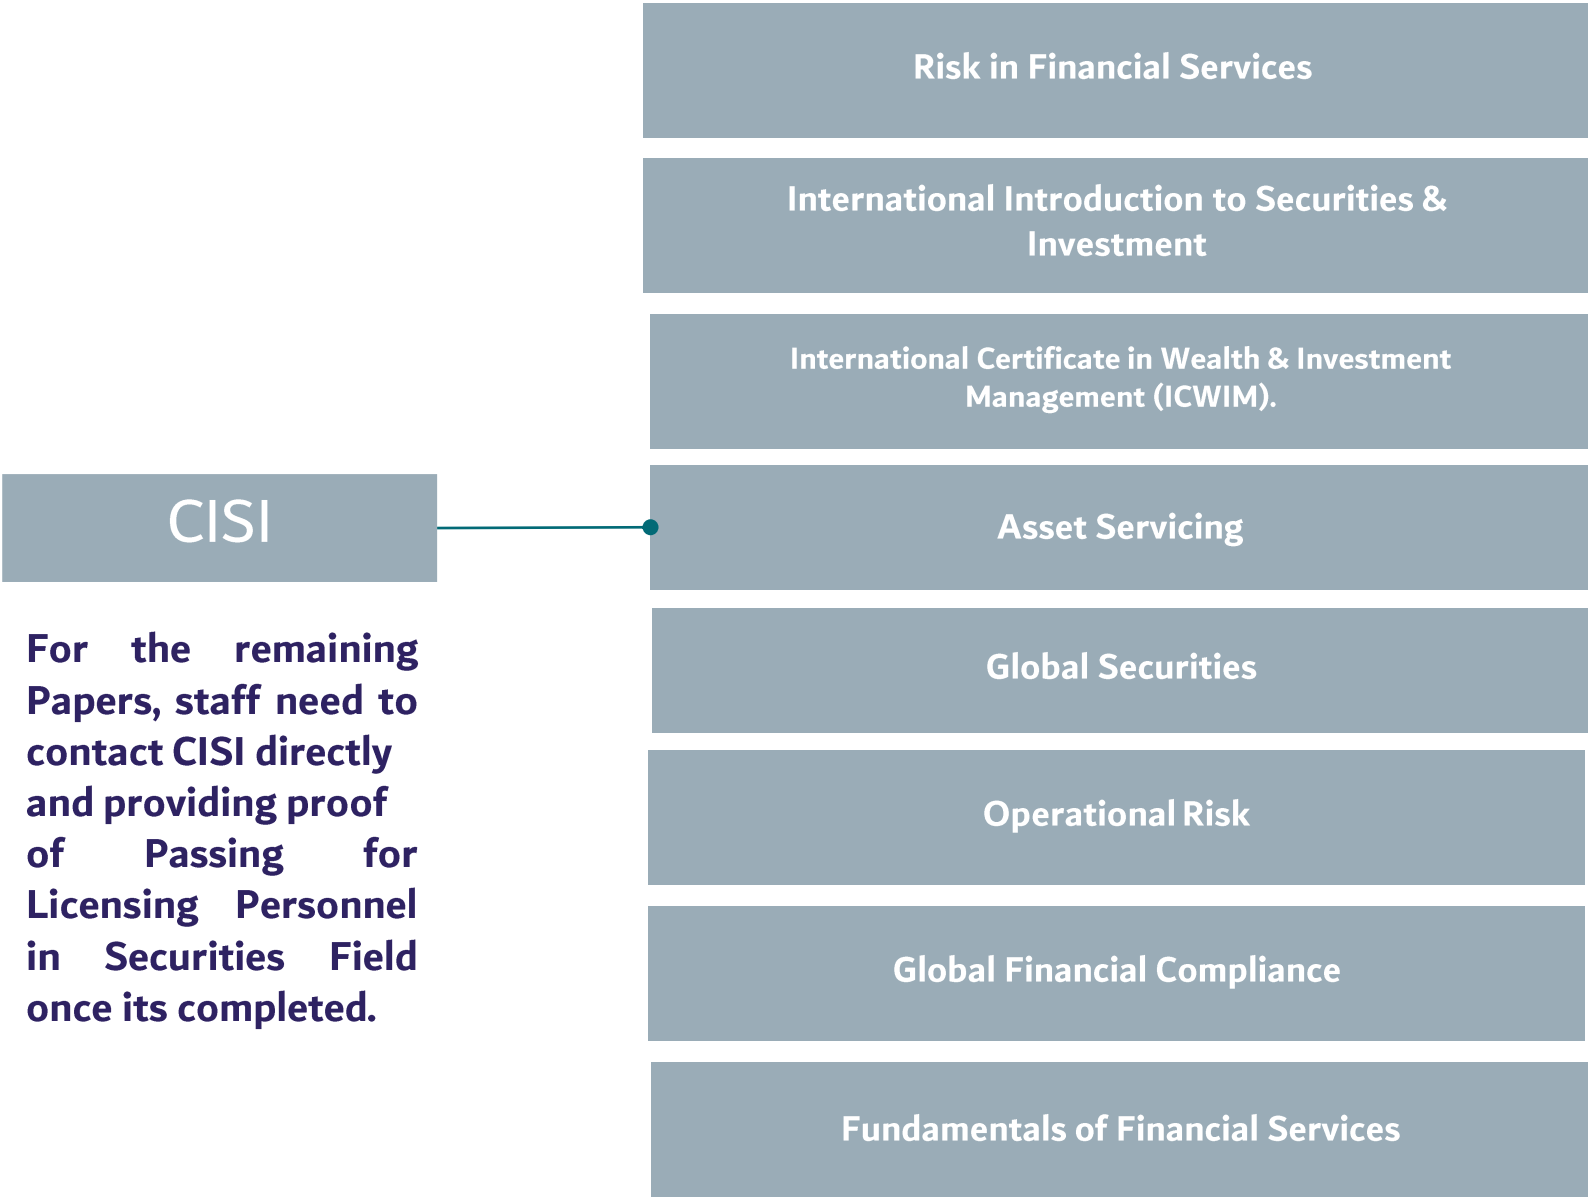 Risk in Financial Services
International Introduction to Securities &
Investment
International Certificate in Wealth & Investment
Management (ICWIM).
CISI
Asset Servicing
For the remaining
Papers, staff need to
contact CISI directly
and providing proof
of Passing for
Licensing Personnel
in Securities Field
once its completed.
Global Securities
Operational Risk
Global Financial Compliance
Fundamentals of Financial Services